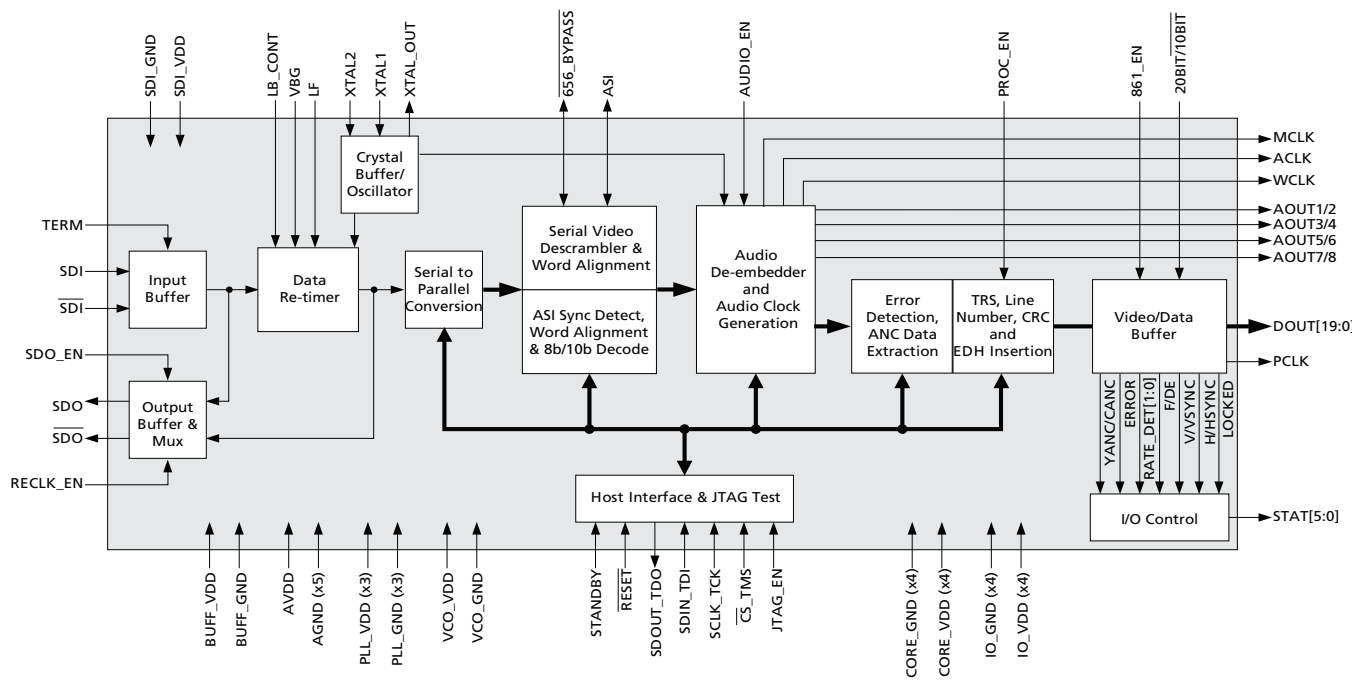 SDI_GND
SDI_VDD
LB_CONT
VBG
LF
XTAL2
XTAL1
XTAL_OUT
656_BYPASS
ASI
AUDIO_EN
PROC_EN
861_EN
20BIT/10BIT
MCLK
ACLK
WCLK
AOUT1/2
AOUT3/4
AOUT5/6
AOUT7/8
Crystal
Buffer/
Oscillator
TERM
SDI
SDI
Input
Buffer
Data
Re-timer
Serial to
Parallel
Conversion
Serial Video
Descrambler &
Word Alignment
ASI Sync Detect,
Word Alignment
& 8b/10b Decode
Audio
De-embedder
and
Audio Clock
Generation
Error
Detection,
ANC Data
Extraction
TRS, Line
Number, CRC
and
EDH Insertion
Video/Data
Buffer
DOUT[19:0]
PCLK
SDO_EN
SDO
SDO
RECLK_EN
Output
Buffer &
Mux
YANC/CANC
ERROR
RATE_DET[1:0]
F/DE
V/VSYNC
H/HSYNC
LOCKED
Host Interface & JTAG Test
I/O Control
STAT[5:0]
BUFF_VDD
BUFF_GND
AVDD
AGND (x5)
PLL_VDD (x3)
PLL_GND (x3)
VCO_VDD
VCO_GND
STANDBY
RESET
SDOUT_TDO
SDIN_TDI
SCLK_TCK
CS_TMS
JTAG_EN
CORE_GND (x4)
CORE_VDD (x4)
IO_GND (x4)
IO_VDD (x4)